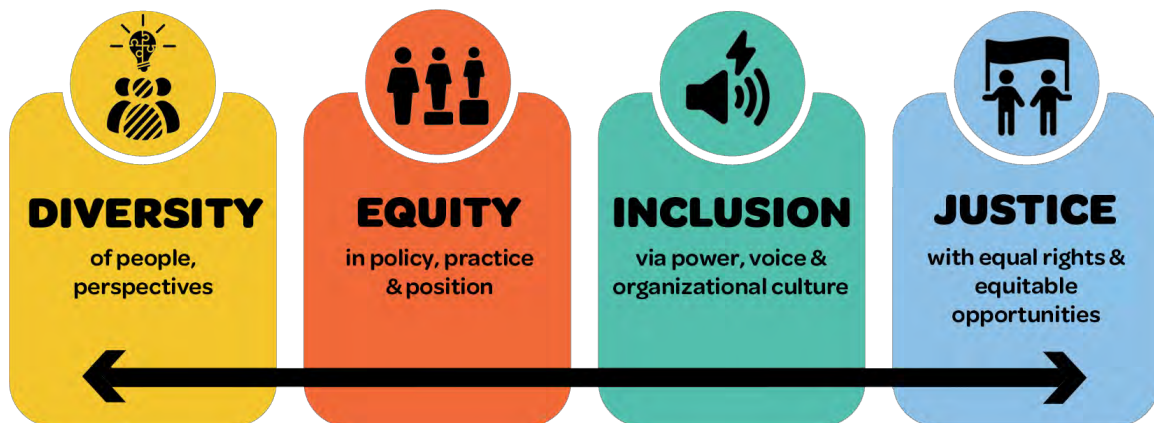 DIVERSITY
of people,
perspectives
EQUITY
in policy, practice
& position
INCLUSION
via power, voice &
organizational culture
JUSTICE
with equal rights &
equitable
opportunities